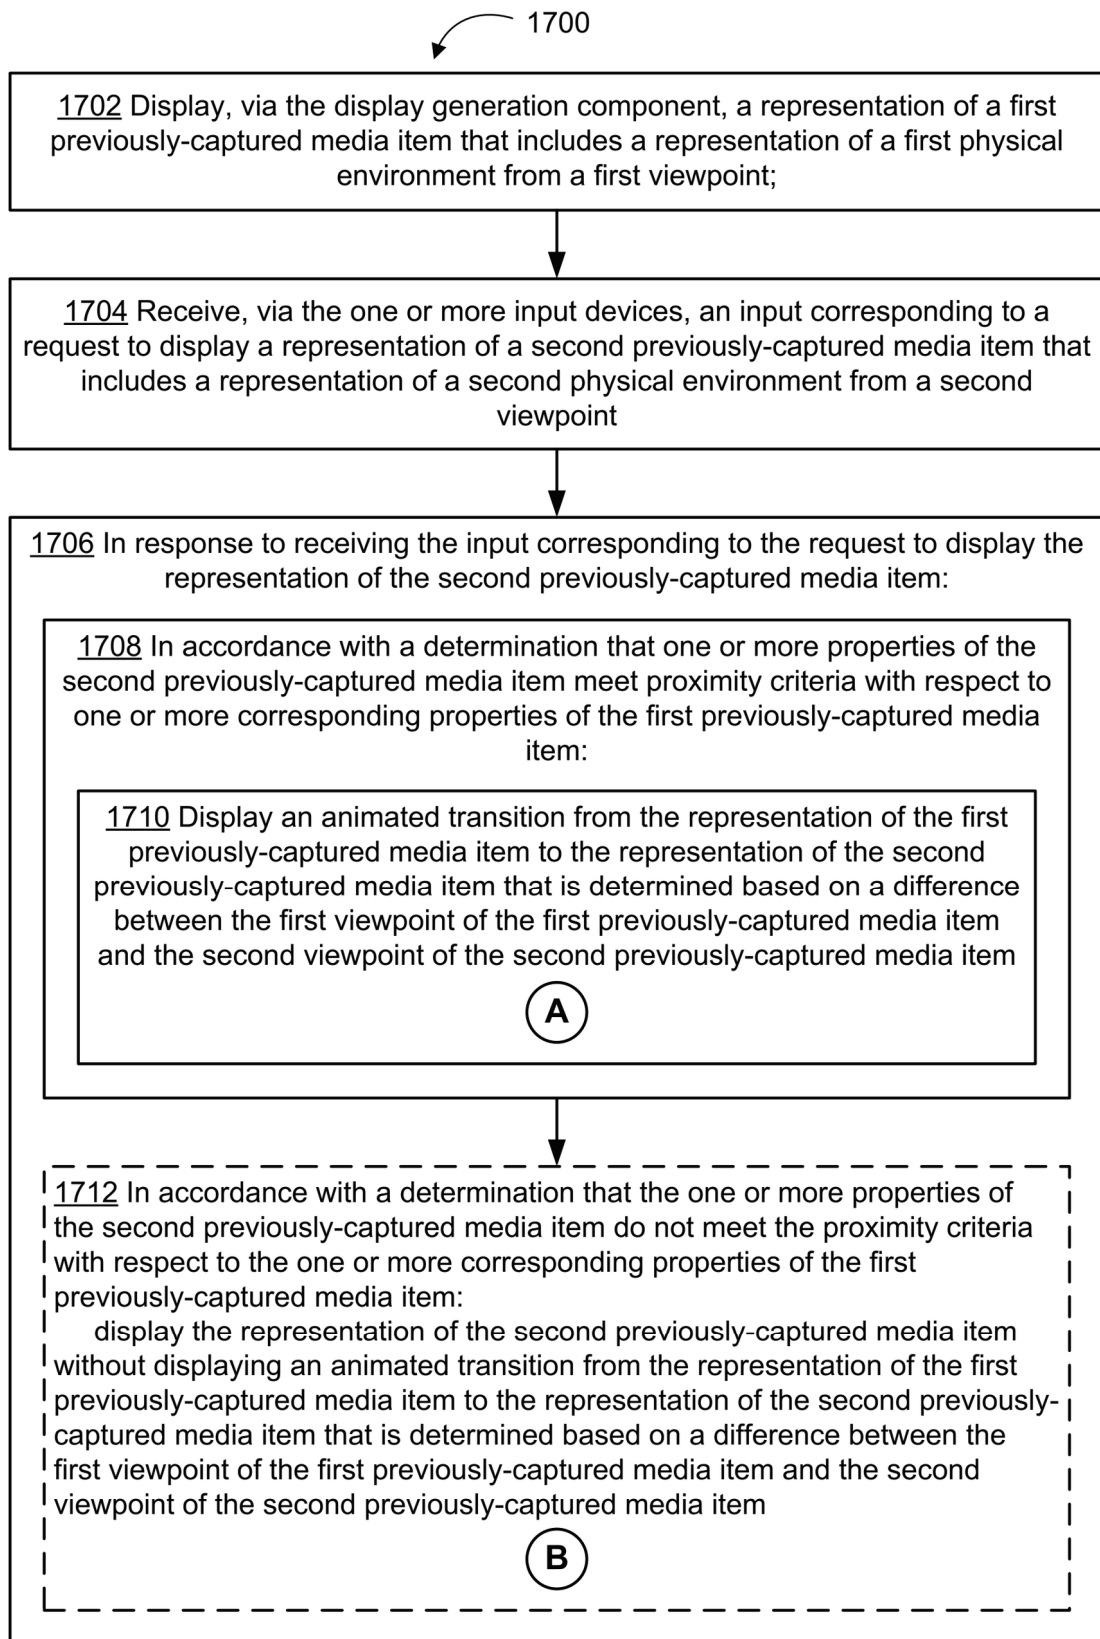 1700
1702 Display, via the display generation component, a representation of a first
previously-captured media item that includes a representation of a first physical
environment from a first viewpoint;
1704 Receive, via the one or more input devices, an input corresponding to a
request to display a representation of a second previously-captured media item that
includes a representation of a second physical environment from a second
viewpoint
1706 In response to receiving the input corresponding to the request to display the
representation of the second previously-captured media item:
1708 In accordance with a determination that one or more properties of the
second previously-captured media item meet proximity criteria with respect to
one or more corresponding properties of the first previously-captured media
item:
1710 Display an animated transition from the representation of the first
previously-captured media item to the representation of the second
previously-captured media item that is determined based on a difference
between the first viewpoint of the first previously-captured media item
and the second viewpoint of the second previously-captured media item
A
1712 In accordance with a determination that the one or more properties of
the second previously-captured media item do not meet the proximity criteria
with respect to the one or more corresponding properties of the first
previously-captured media item:
display the representation of the second previously-captured media item
without displaying an animated transition from the representation of the first
previously-captured media item to the representation of the second previously-
captured media item that is determined based on a difference between the
first viewpoint of the first previously-captured media item and the second
viewpoint of the second previously-captured media item
B